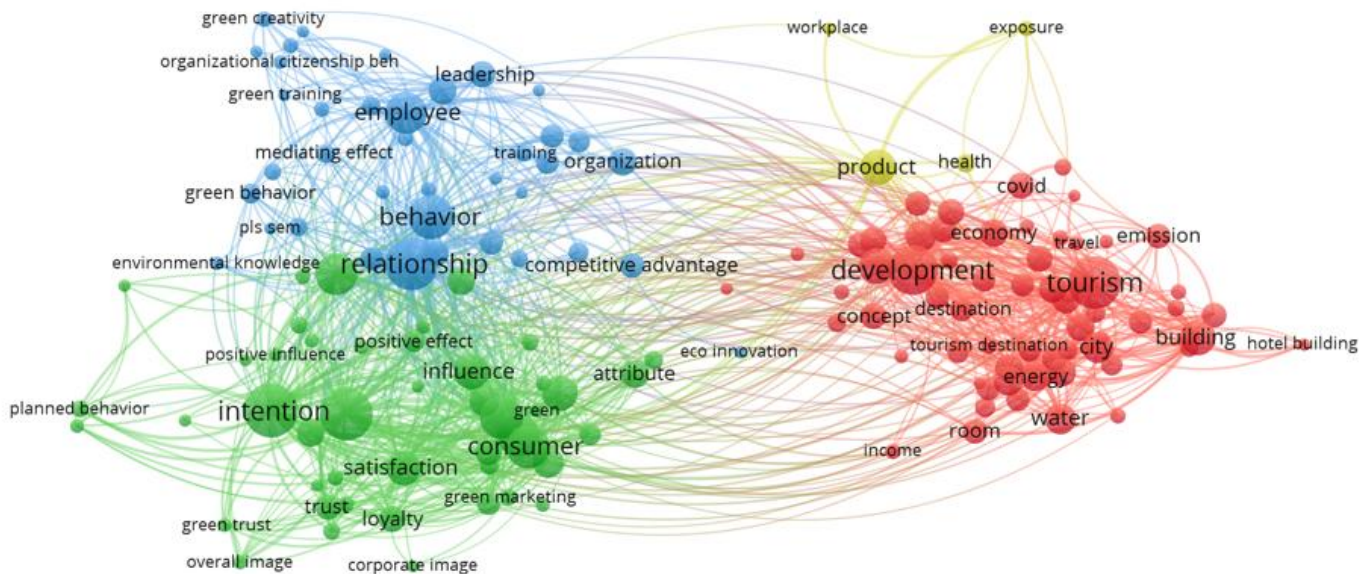 green creativity
workplace
exposure
organizational citizenship beh
leadership
green training
employee
mediating effect
training
organization
product
health
covid
green behavior
behavior
pls sem
economy
travel
emission
environmental knowledge
relationship
competitive advantage
development
tourism
concept
destination
positive influence
positive effect
eco innovation
tourism destination
city
building
hotel building
influence
attribute
energy
planned behavior
intention
green
water
room
consumer
income
satisfaction
green marketing
trust
loyalty
green trust
overall image
corporate image